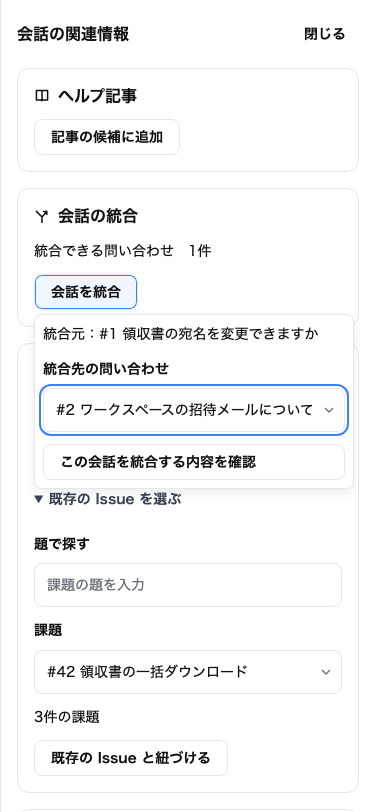 会話の関連情報
閉じる
ヘルプ記事
記事の候補に追加
会話の統合
統合できる問い合わせ 1件
会話を統合
統合元：#1 領収書の宛名を変更できますか
統合先の問い合わせ
#2 ワークスペースの招待メールについて
この会話を統合する内容を確認
▼ 既存の Issue を選ぶ
題で探す
課題の題を入力
課題
#42 領収書の一括ダウンロード
3件の課題
既存の Issue と紐づける